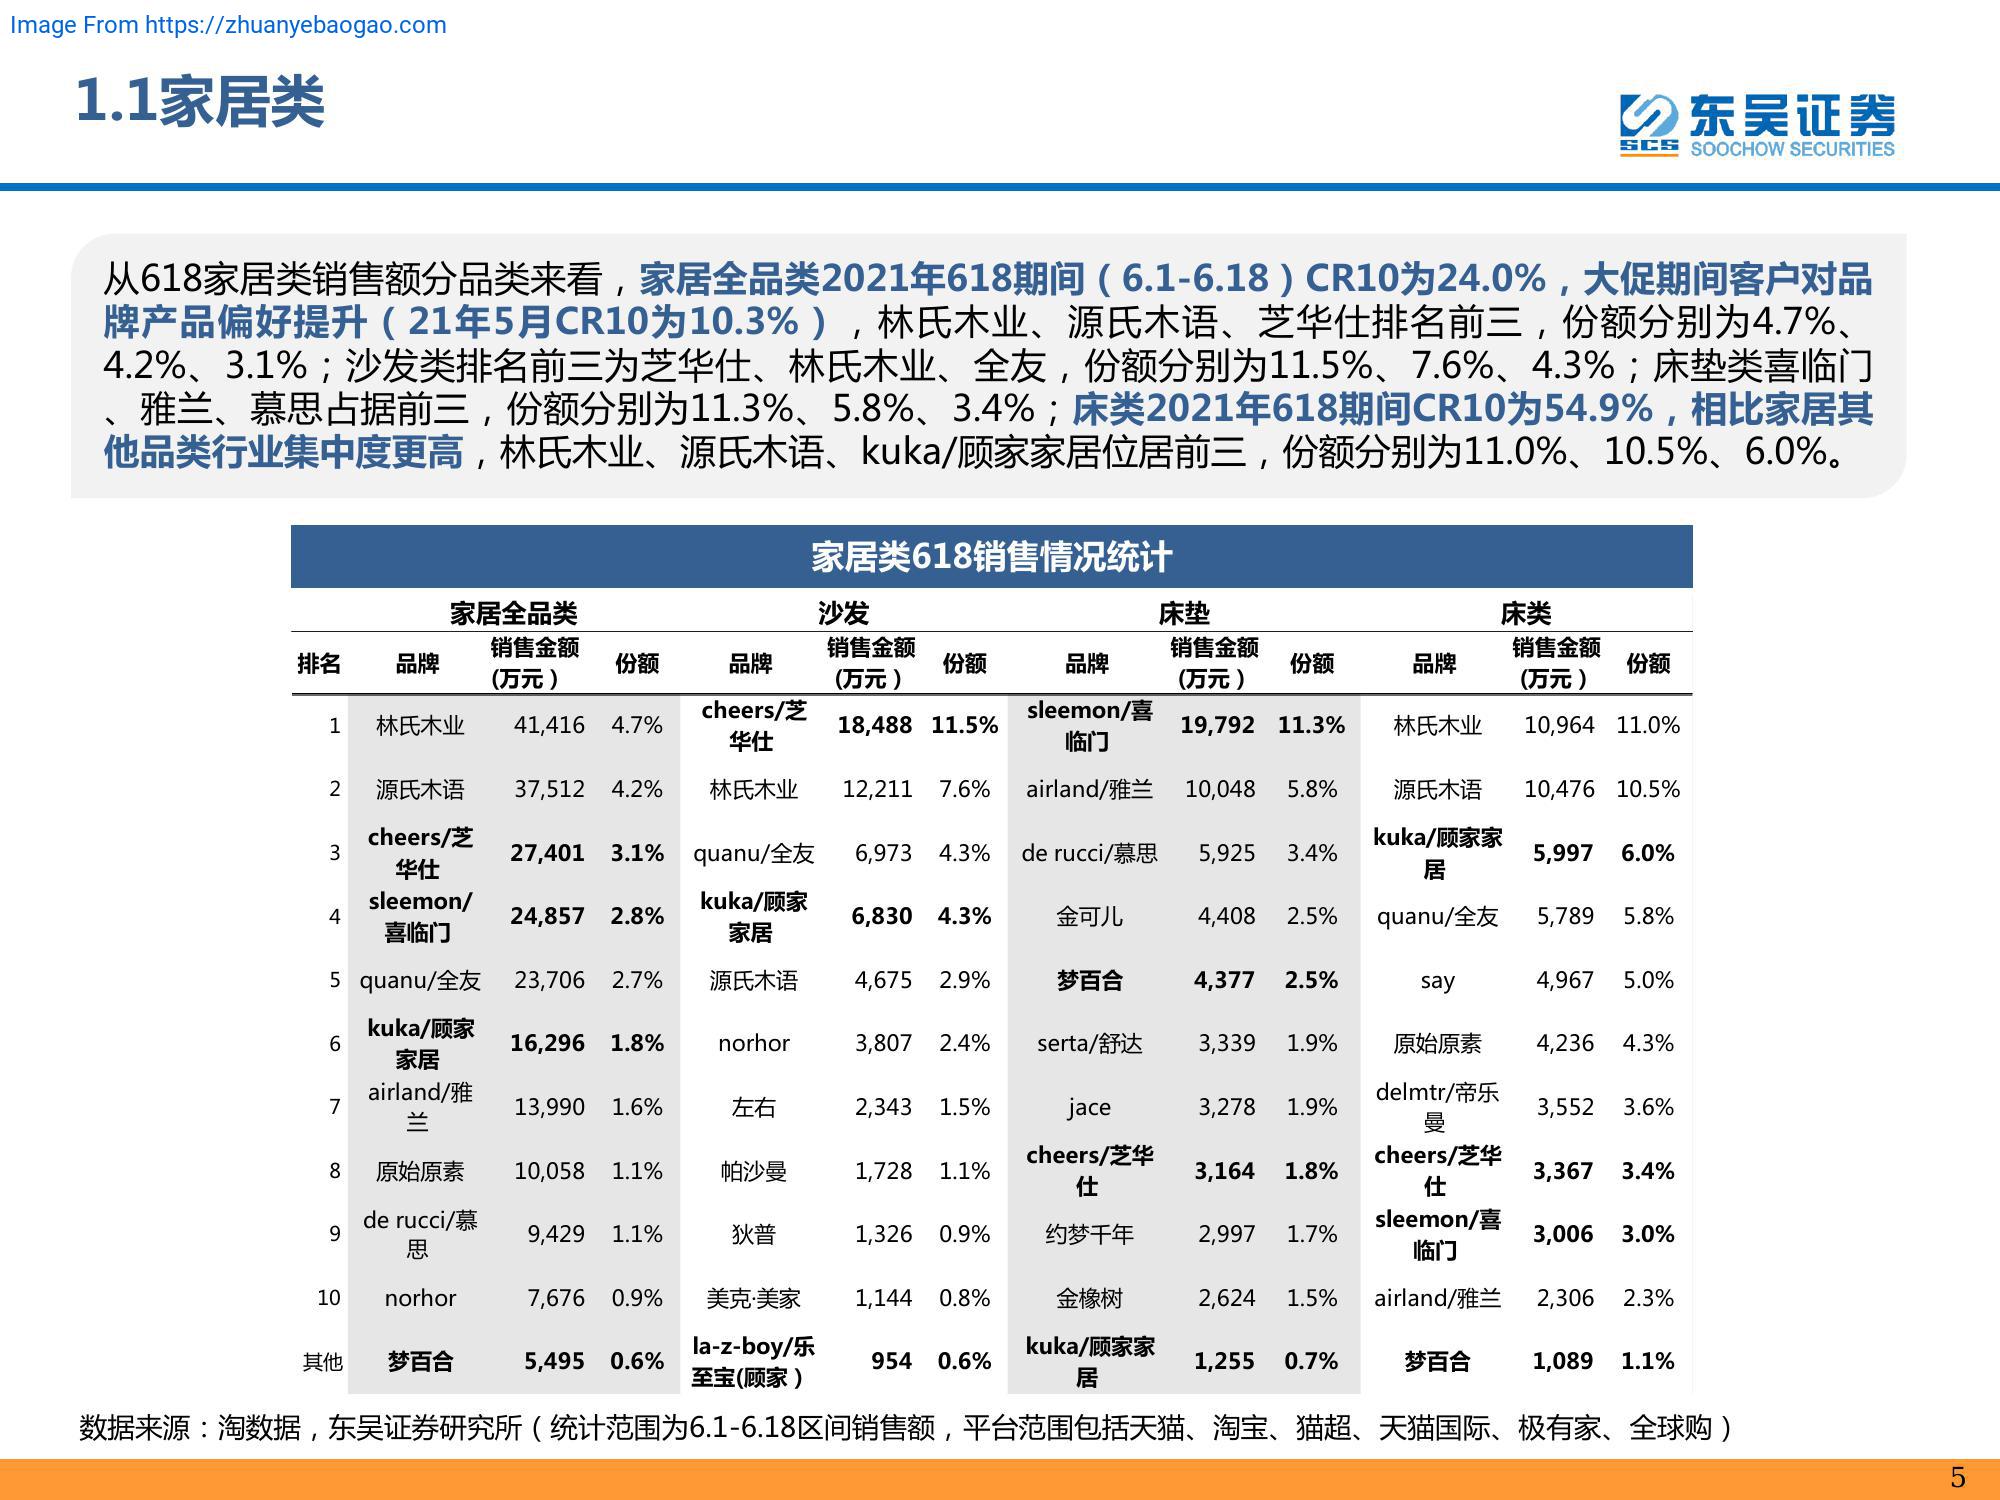 Image From https://zhuanyebaogao.com
1.1家居类
东吴证券
SCS SOOCHOW SECURITIES
从618家居类销售额分品类来看，家居全品类2021年618期间（6.1-6.18）CR10为24.0%，大促期间客户对品
牌产品偏好提升（21年5月CR10为10.3%），林氏木业、源氏木语、芝华仕排名前三，份额分别为4.7%、
4.2%、3.1%；沙发类排名前三为芝华仕、林氏木业、全友，份额分别为11.5%、7.6%、4.3%；床垫类喜临门
、雅兰、慕思占据前三，份额分别为11.3%、5.8%、3.4%；床类2021年618期间CR10为54.9%，相比家居其
他品类行业集中度更高，林氏木业、源氏木语、kuka/顾家家居位居前三，份额分别为11.0%、10.5%、6.0%。
家居类618销售情况统计
家居全品类 沙发 床垫 床类
排名 品牌 销售金额(万元） 份额 品牌 销售金额(万元） 份额 品牌 销售金额(万元） 份额 品牌 销售金额(万元） 份额
1 林氏木业 41,416 4.7% cheers/芝华仕 18,488 11.5% sleemon/喜临门 19,792 11.3% 林氏木业 10,964 11.0%
2 源氏木语 37,512 4.2% 林氏木业 12,211 7.6% airland/雅兰 10,048 5.8% 源氏木语 10,476 10.5%
3 cheers/芝华仕 27,401 3.1% quanu/全友 6,973 4.3% de rucci/慕思 5,925 3.4% kuka/顾家家居 5,997 6.0%
4 sleemon/喜临门 24,857 2.8% kuka/顾家家居 6,830 4.3% 金可儿 4,408 2.5% quanu/全友 5,789 5.8%
5 quanu/全友 23,706 2.7% 源氏木语 4,675 2.9% 梦百合 4,377 2.5% say 4,967 5.0%
6 kuka/顾家家居 16,296 1.8% norhor 3,807 2.4% serta/舒达 3,339 1.9% 原始原素 4,236 4.3%
7 airland/雅兰 13,990 1.6% 左右 2,343 1.5% jace 3,278 1.9% delmtr/帝乐曼 3,552 3.6%
8 原始原素 10,058 1.1% 帕沙曼 1,728 1.1% cheers/芝华仕 3,164 1.8% cheers/芝华仕 3,367 3.4%
9 de rucci/慕思 9,429 1.1% 狄普 1,326 0.9% 约梦千年 2,997 1.7% sleemon/喜临门 3,006 3.0%
10 norhor 7,676 0.9% 美克·美家 1,144 0.8% 金橡树 2,624 1.5% airland/雅兰 2,306 2.3%
其他 梦百合 5,495 0.6% la-z-boy/乐至宝(顾家） 954 0.6% kuka/顾家家居 1,255 0.7% 梦百合 1,089 1.1%
数据来源：淘数据，东吴证券研究所（统计范围为6.1-6.18区间销售额，平台范围包括天猫、淘宝、猫超、天猫国际、极有家、全球购）
5